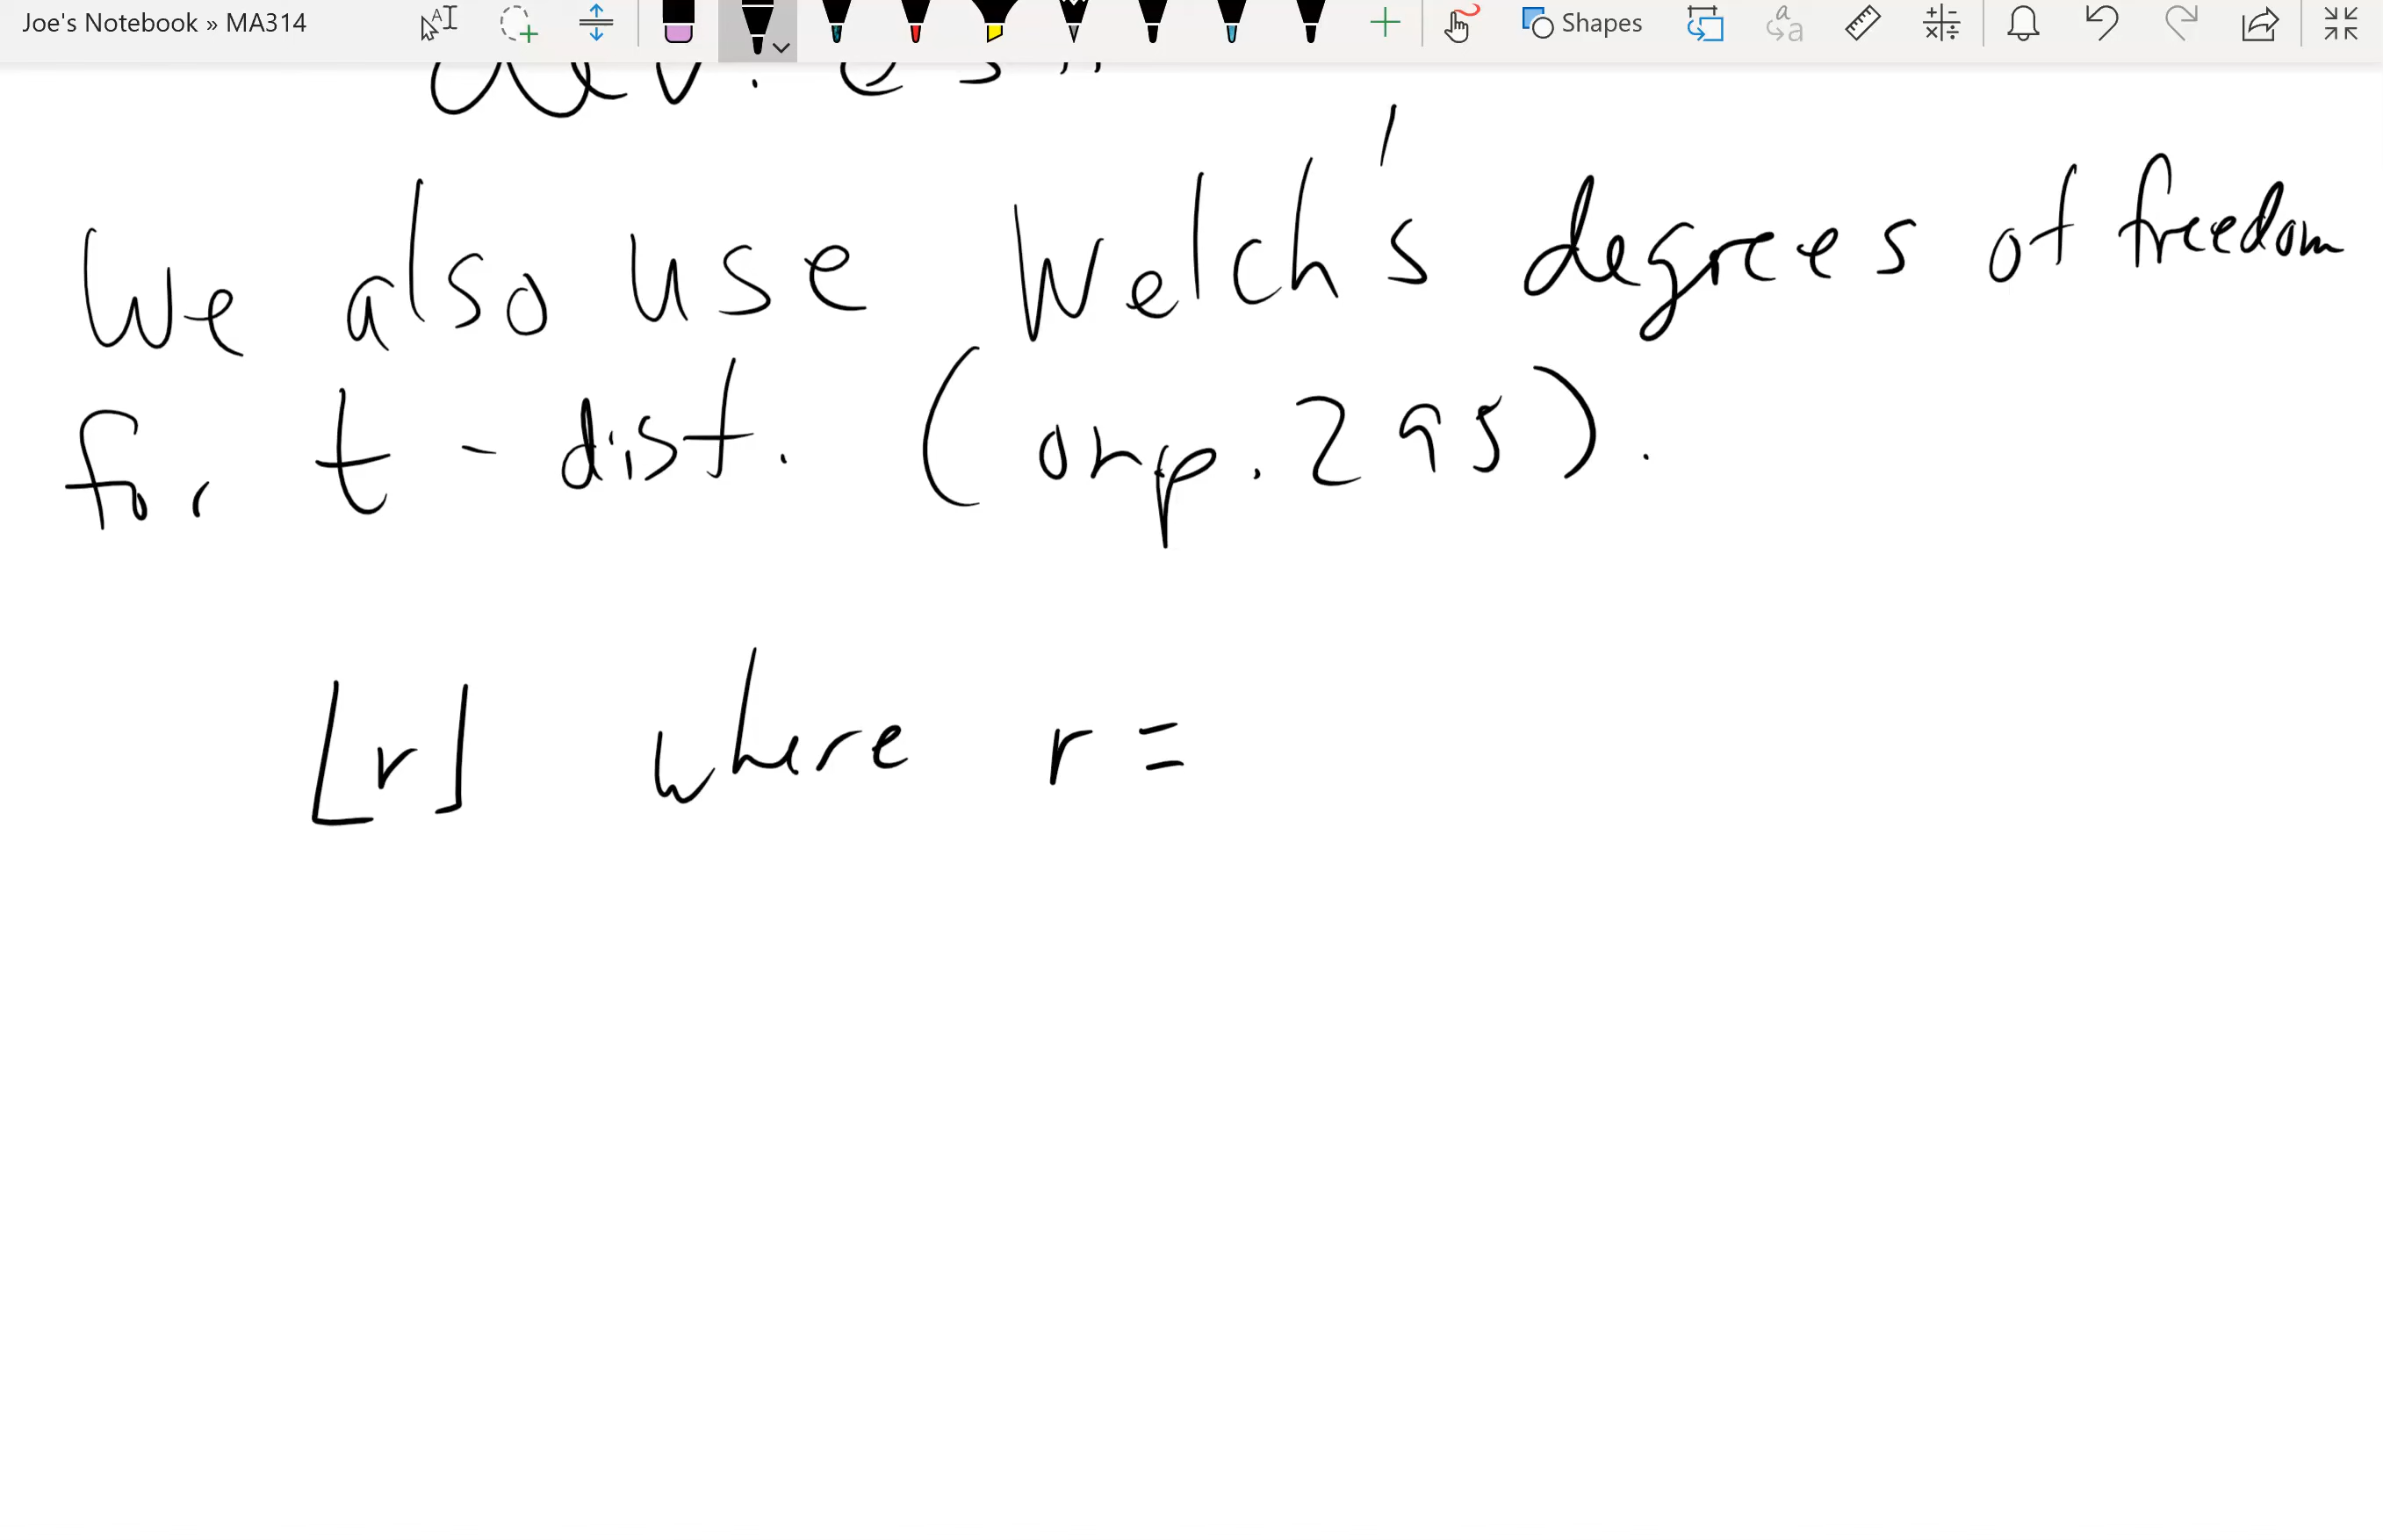 Joe's Notebook » MA314
Shapes
We also use Welch's degrees of freedom
for t-dist. (on p. 295).
⌊r⌋ where r =